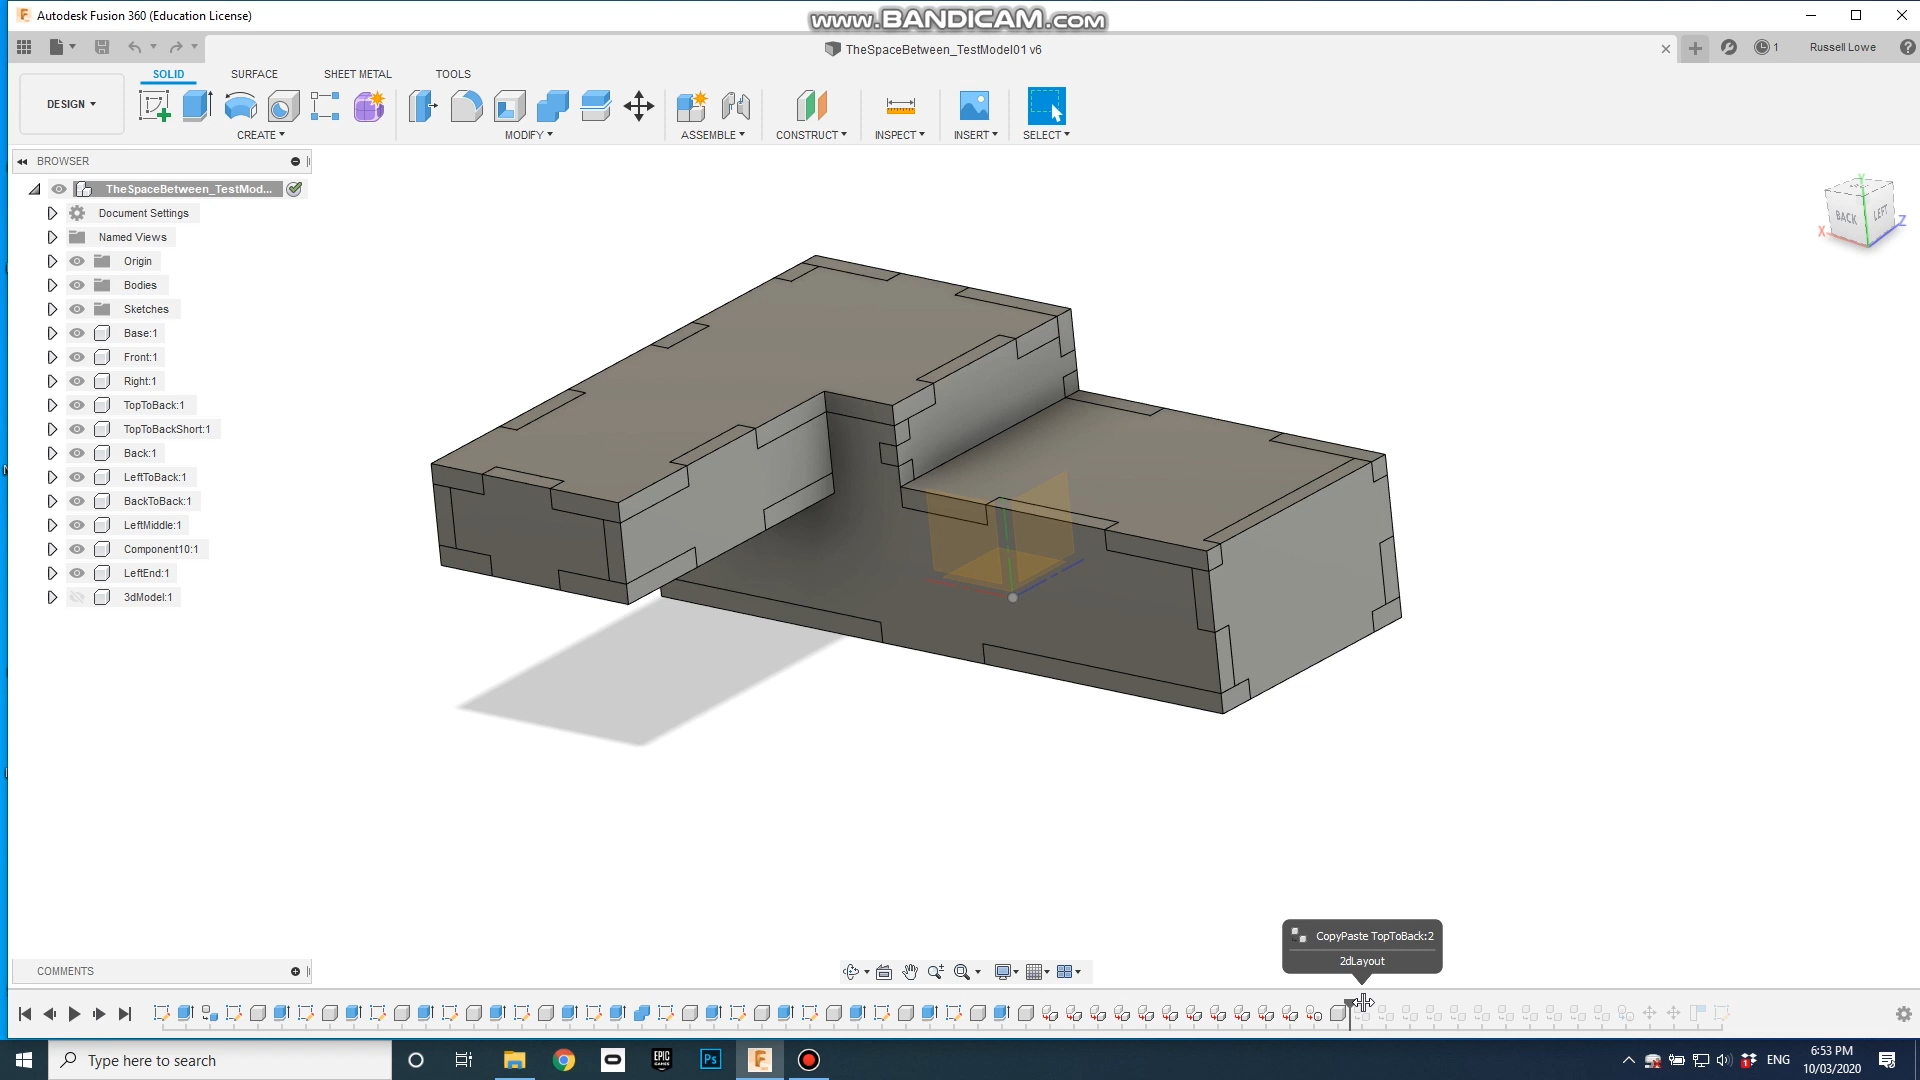 Autodesk Fusion 360 (Education License)
www.BANDICAM.com
TheSpaceBetween_TestModel01 v6
1
Russell Lowe
DESIGN
SOLID
SURFACE
SHEET METAL
TOOLS
CREATE
MODIFY
ASSEMBLE
CONSTRUCT
INSPECT
INSERT
SELECT
BROWSER
TheSpaceBetween_TestMod...
Document Settings
Named Views
Origin
Bodies
Sketches
Base:1
Front:1
Right:1
TopToBack:1
TopToBackShort:1
Back:1
LeftToBack:1
BackToBack:1
LeftMiddle:1
Component10:1
LeftEnd:1
3dModel:1
Y
BACK
LEFT
X
Z
CopyPaste TopToBack:2
2dLayout
COMMENTS
Type here to search
EPIC
GAMES
Ps
F
ENG
6:53 PM
10/03/2020